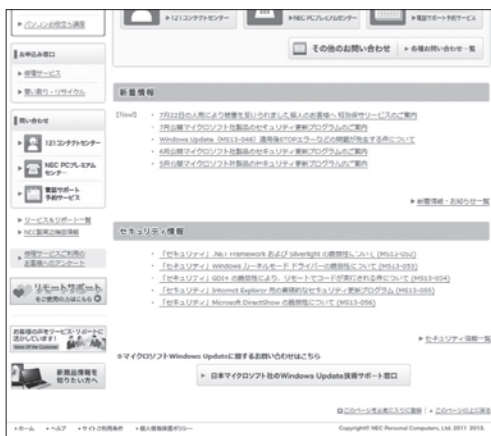 パソコンお役立ち講座
121コンタクトセンター
NEC PCプレミアムセンター
電話サポート予約サービス
その他のお問い合わせ
各種お問い合わせ一覧
お申込み窓口
修理サービス
買い取り・リサイクル
問い合わせ
121コンタクトセンター
NEC PCプレミアム
センター
電話サポート
予約サービス
サービス&サポート一覧
NEC製周辺機器情報
修理サービスご利用の
お客様へのアンケート
リモートサポート
をご使用の方はこちら
お客様の声をサービス・サポートに
活かしています!
Voice Of the Customer
新商品情報を
知りたい方へ
新着情報
[New!]
7月22日の大雨により被害を受けられました個人のお客様へ 特別保守サービスのご案内
7月公開マイクロソフト社製品のセキュリティ更新プログラムのご案内
Windows Update（MS13-048）適用後STOPエラーなどの問題が発生する件について
6月公開マイクロソフト社製品のセキュリティ更新プログラムのご案内
5月公開マイクロソフト社製品のセキュリティ更新プログラムのご案内
新着情報・お知らせ一覧
セキュリティ情報
「セキュリティ」.NET Framework および Silverlight の脆弱性について (MS13-052)
「セキュリティ」Windows カーネルモード ドライバーの脆弱性について (MS13-053)
「セキュリティ」GDI+ の脆弱性により、リモートでコードが実行される件について (MS13-054)
「セキュリティ」Internet Explorer 用の累積的なセキュリティ更新プログラム (MS13-055)
「セキュリティ」Microsoft DirectShow の脆弱性について (MS13-056)
セキュリティ情報一覧
※マイクロソフトWindows Updateに関するお問い合わせはこちら
日本マイクロソフト社のWindows Update技術サポート窓口
このページをお気に入りに登録
このページの上に戻る
ホーム
ヘルプ
サイトご利用条件
個人情報保護ポリシー
Copyright© NEC Personal Computers, Ltd. 2011 2013.